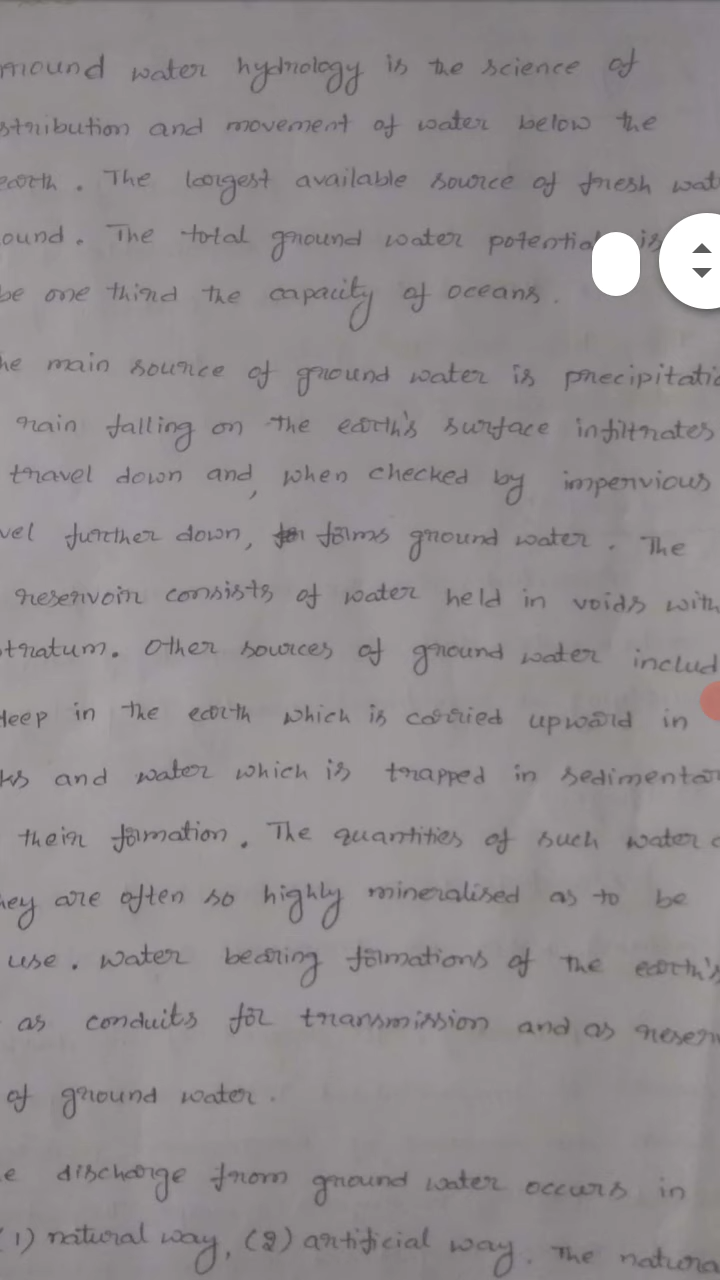 ground water hydrology is the science of
stribution and movement of water below the
earth. The largest available source of fresh wat
ound. The total ground water potential is
be one third the capacity of oceans.
he main source of ground water is precipitatio
rain falling on the earth's surface infiltrates
travel down and, when checked by impervious
vel further down, forms ground water. The
reservoir consists of water held in voids with
tratum. Other sources of ground water includ
deep in the earth which is carried upward in
ks and water which is trapped in sedimentar
their formation. The quantities of such water a
hey are often so highly mineralised as to be
use. Water bearing formations of the earth's
as conduits for transmission and as reserv
of ground water.
e discharge from ground water occurs in
(1) natural way, (2) artificial way. The natura